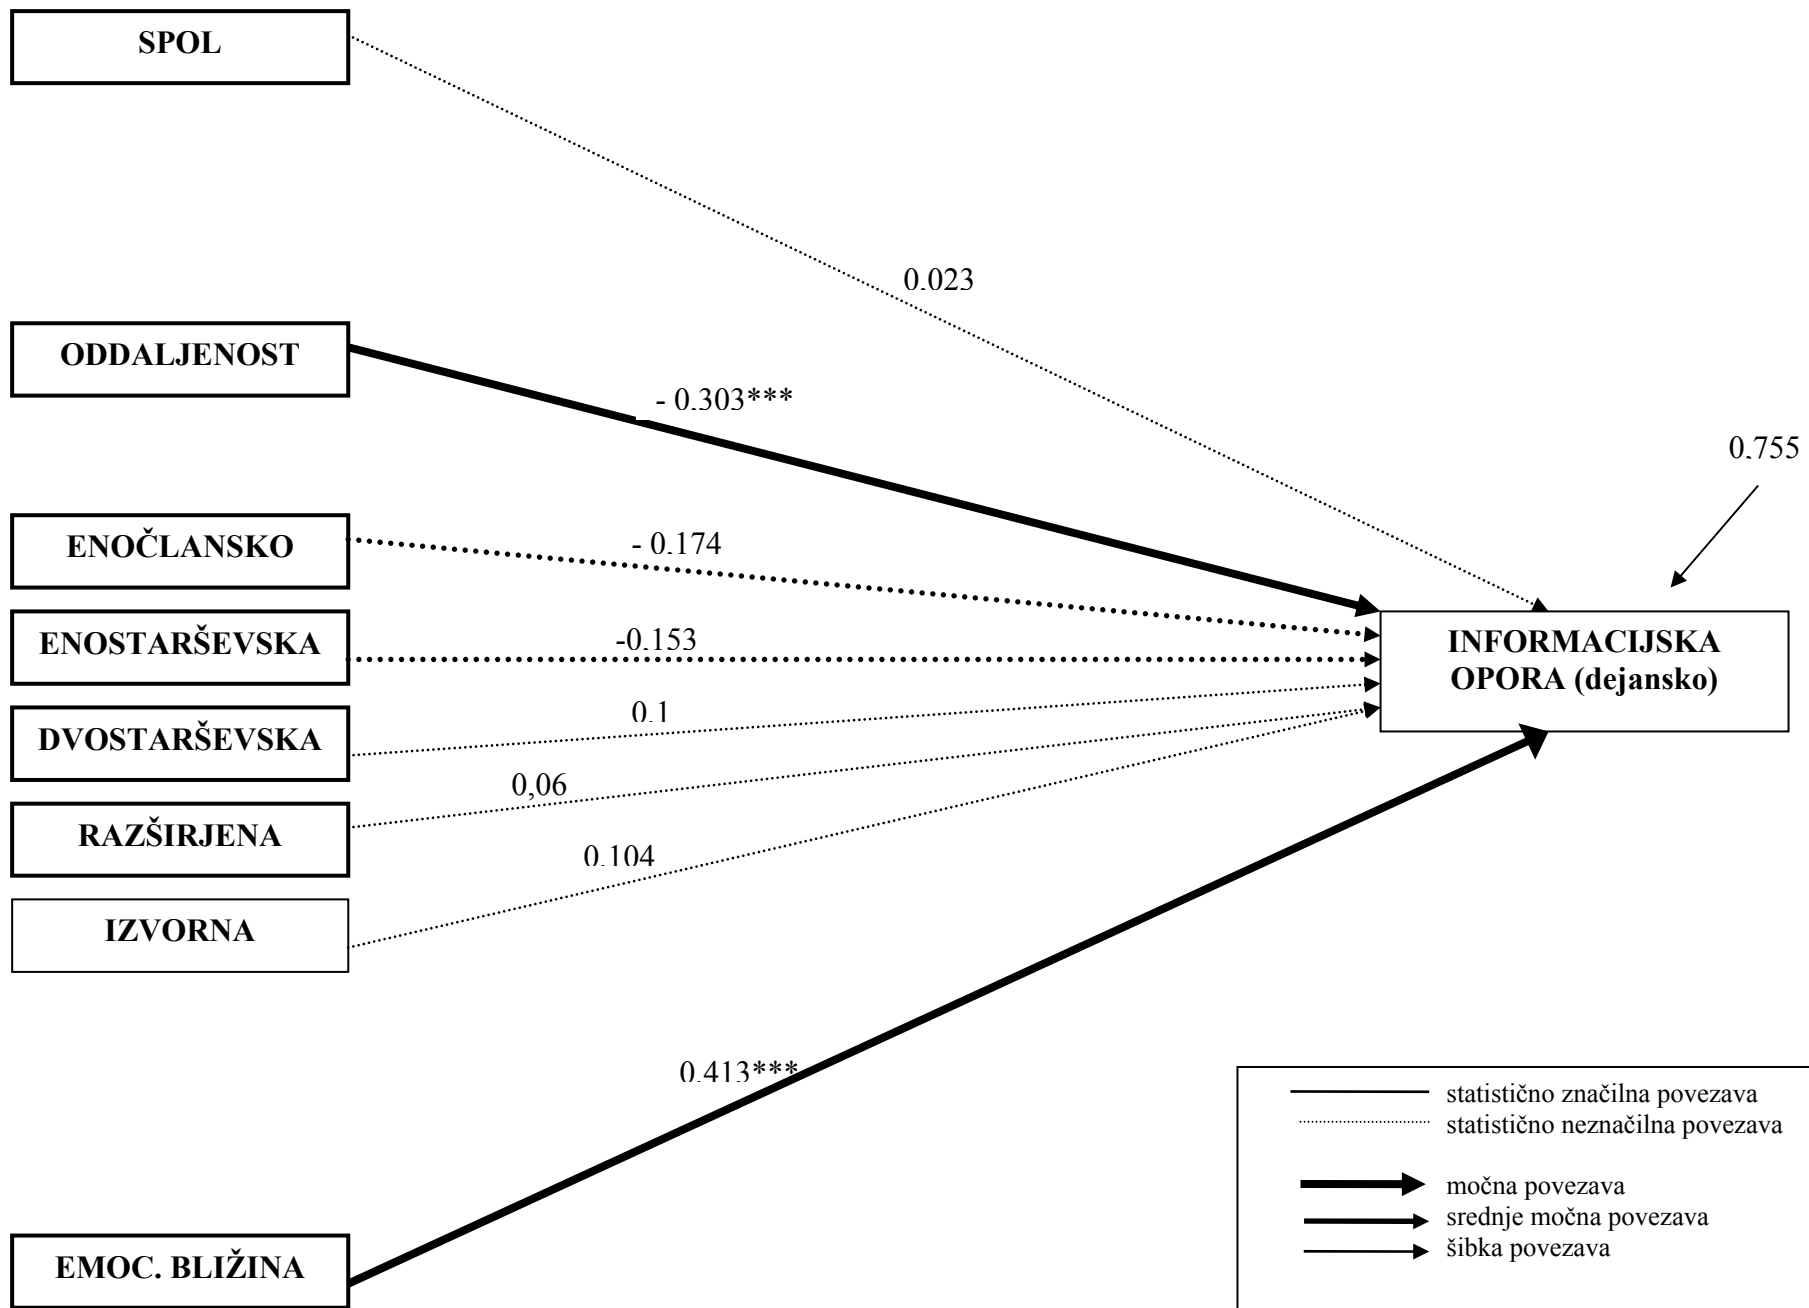 SPOL
0,023
ODDALJENOST
- 0,303***
0,755
ENOČLANSKO
- 0,174
ENOSTARŠEVSKA
-0,153
INFORMACIJSKA
OPORA (dejansko)
DVOSTARŠEVSKA
0,1
RAZŠIRJENA
0,06
IZVORNA
0,104
0,413***
EMOC. BLIŽINA
statistično značilna povezava
statistično neznačilna povezava
močna povezava
srednje močna povezava
šibka povezava